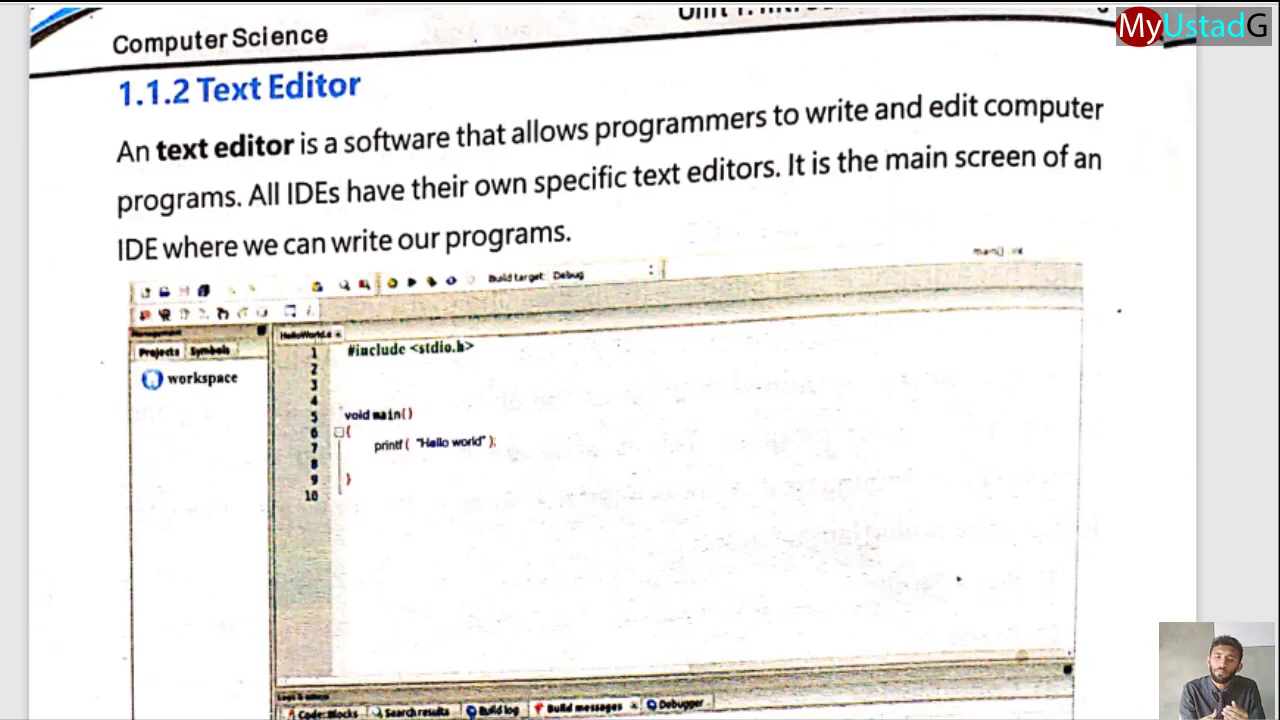 MyUstadG
Computer Science
1.1.2 Text Editor
An text editor is a software that allows programmers to write and edit computer
programs. All IDEs have their own specific text editors. It is the main screen of an
IDE where we can write our programs.
main()
Build target: Debug
Projects Symbols
HelloWorld.c x
workspace
1 #include <stdio.h>
2
3
4
5 void main()
6 {
7 printf ( "Hello world" );
8
9 }
10
Code::Blocks Search results Build log Build messages x Debugger